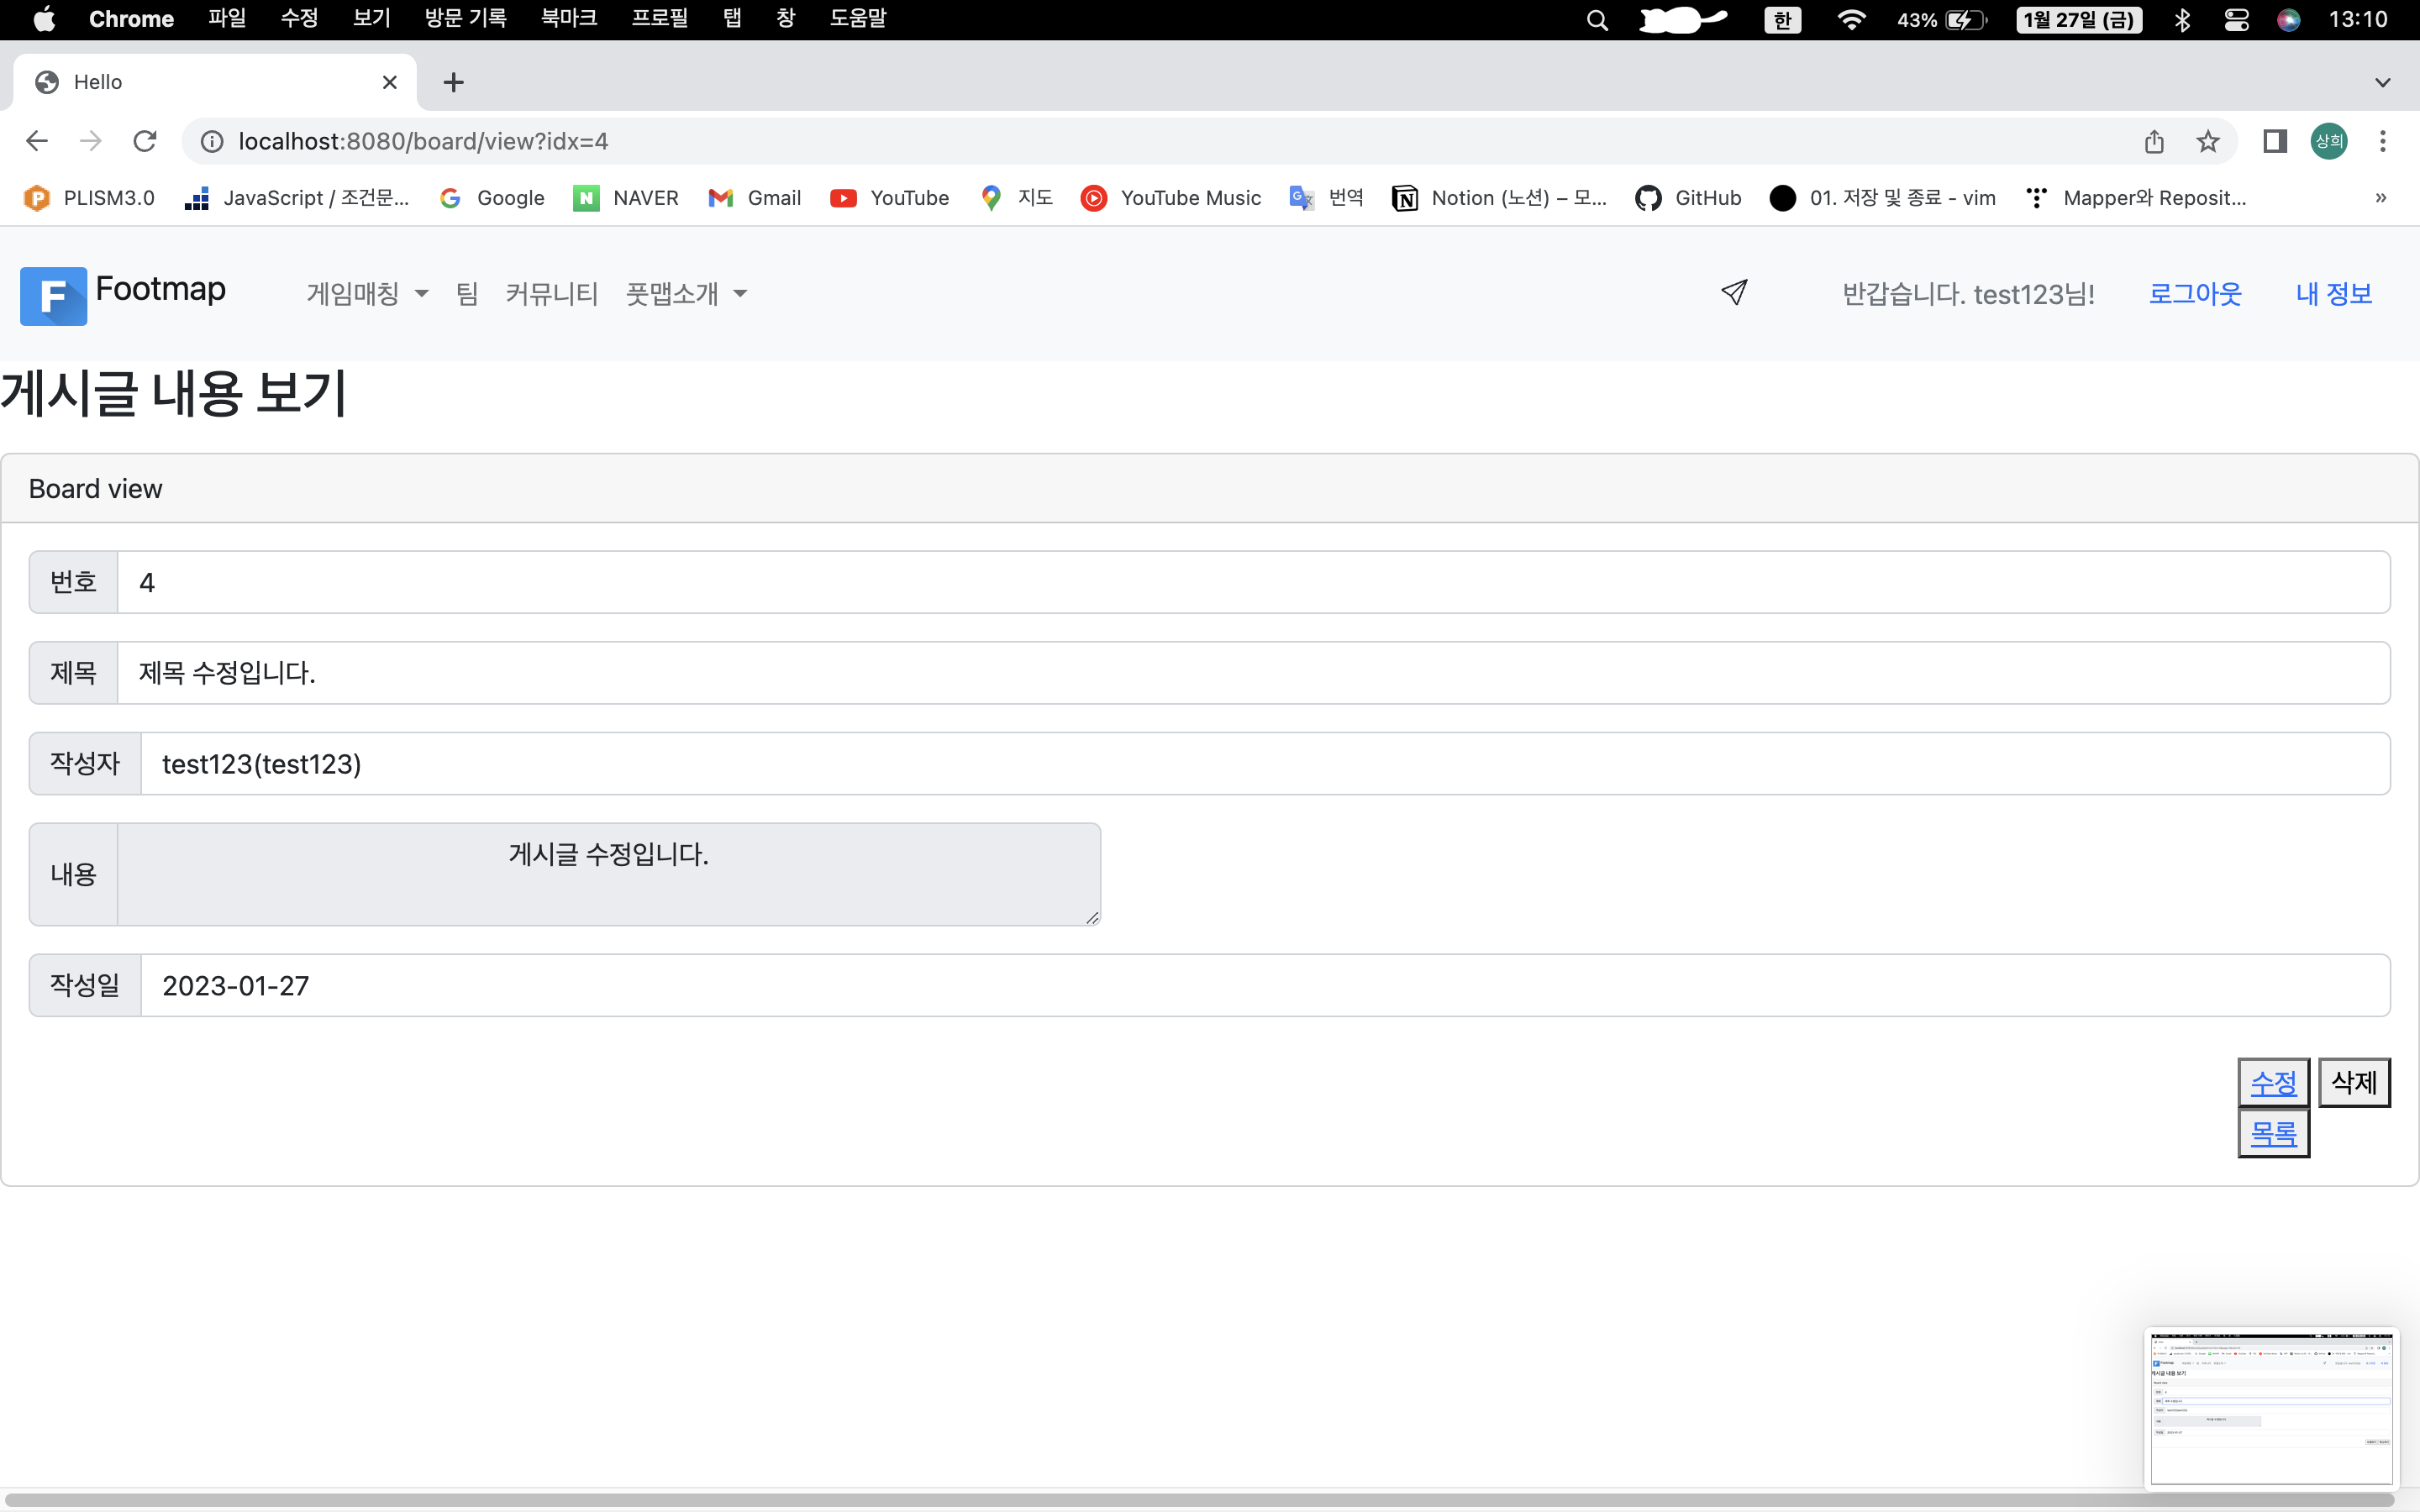 Chrome 파일 수정 보기 방문 기록 북마크 프로필 탭 창 도움말 한 43% 1월 27일 (금) 13:10
Hello
localhost:8080/board/view?idx=4 상희
PLISM3.0 JavaScript / 조건문... Google NAVER Gmail YouTube 지도 YouTube Music 번역 Notion (노션) – 모... GitHub 01. 저장 및 종료 - vim Mapper와 Reposit... »
F Footmap 게임매칭 팀 커뮤니티 풋맵소개 반갑습니다. test123님! 로그아웃 내 정보
게시글 내용 보기
Board view
번호 4
제목 제목 수정입니다.
작성자 test123(test123)
내용 게시글 수정입니다.
작성일 2023-01-27
수정 삭제
목록
게시글 내용 보기